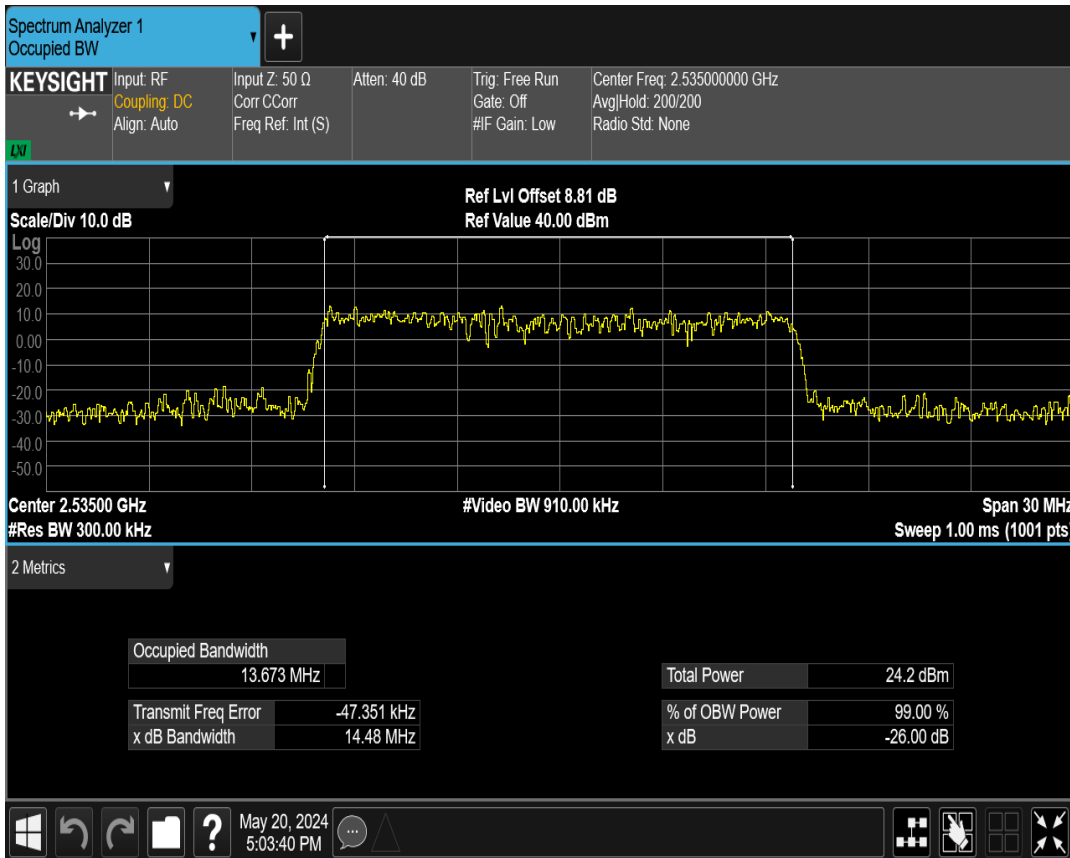 Spectrum Analyzer 1
Occupied BW
+
KEYSIGHT
LXI
Input: RF
Coupling: DC
Align: Auto
Input Z: 50 Ω
Corr CCorr
Freq Ref: Int (S)
Atten: 40 dB
Trig: Free Run
Gate: Off
#IF Gain: Low
Center Freq: 2.535000000 GHz
Avg|Hold: 200/200
Radio Std: None
1 Graph
Scale/Div 10.0 dB
Ref Lvl Offset 8.81 dB
Ref Value 40.00 dBm
Log
30.0
20.0
10.0
0.00
-10.0
-20.0
-30.0
-40.0
-50.0
Center 2.53500 GHz
#Video BW 910.00 kHz
Span 30 MHz
#Res BW 300.00 kHz
Sweep 1.00 ms (1001 pts)
2 Metrics
Occupied Bandwidth
13.673 MHz
Total Power 24.2 dBm
Transmit Freq Error -47.351 kHz
% of OBW Power 99.00 %
x dB Bandwidth 14.48 MHz
x dB -26.00 dB
?
May 20, 2024
5:03:40 PM